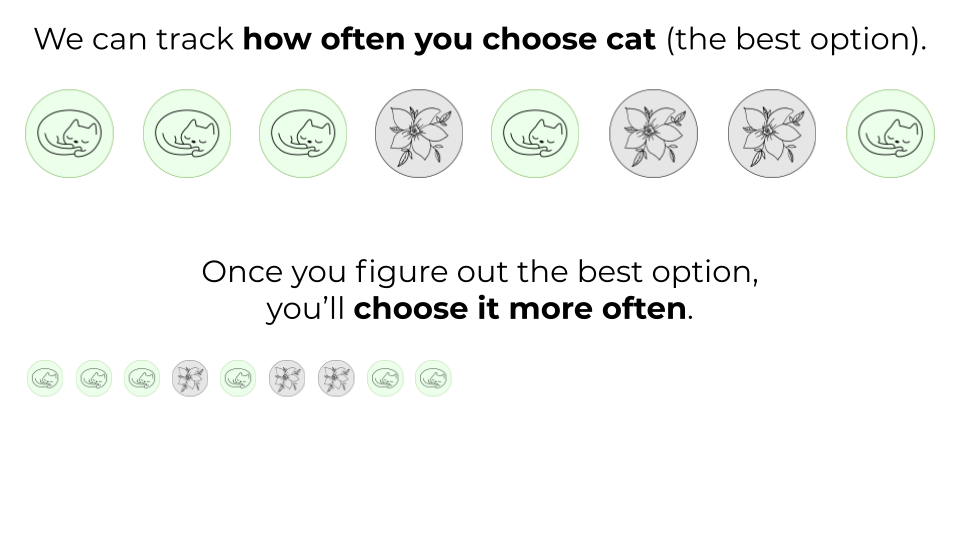 We can track how often you choose cat (the best option).
Once you figure out the best option,
you’ll choose it more often.